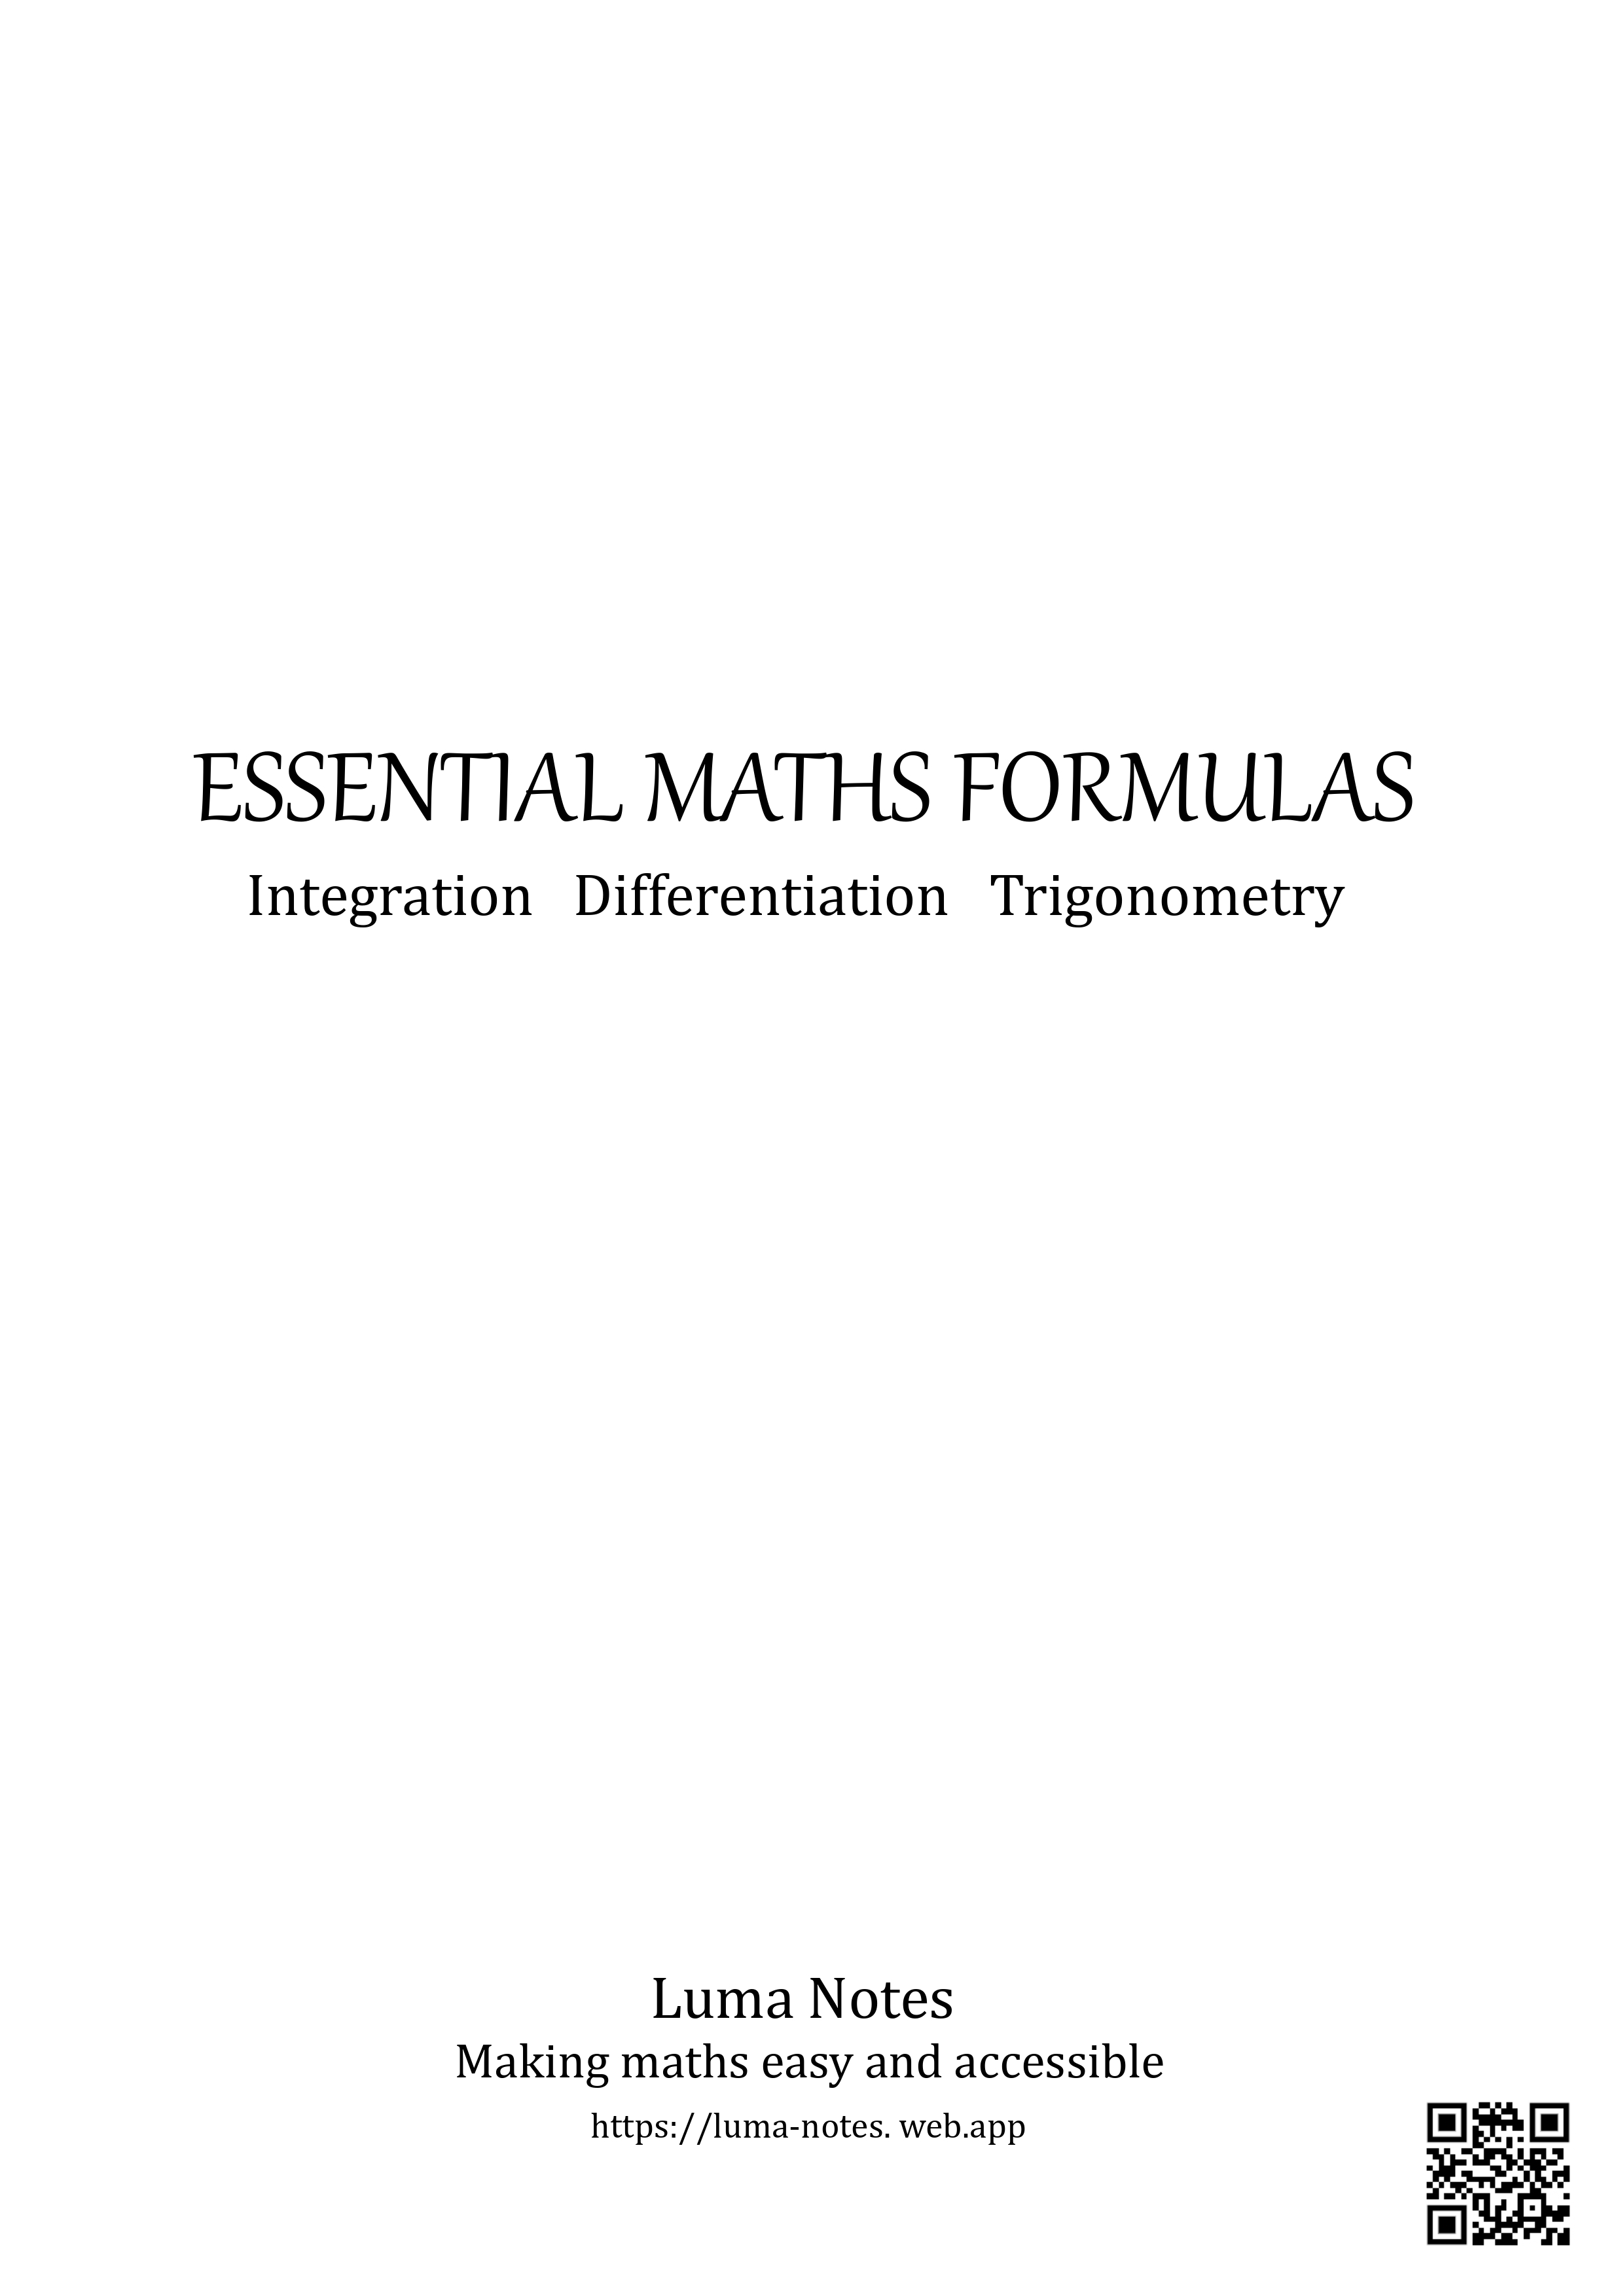 ESSENTIAL MATHS FORMULAS
Integration Differentiation Trigonometry
Luma Notes
Making maths easy and accessible
https://luma-notes. web.app